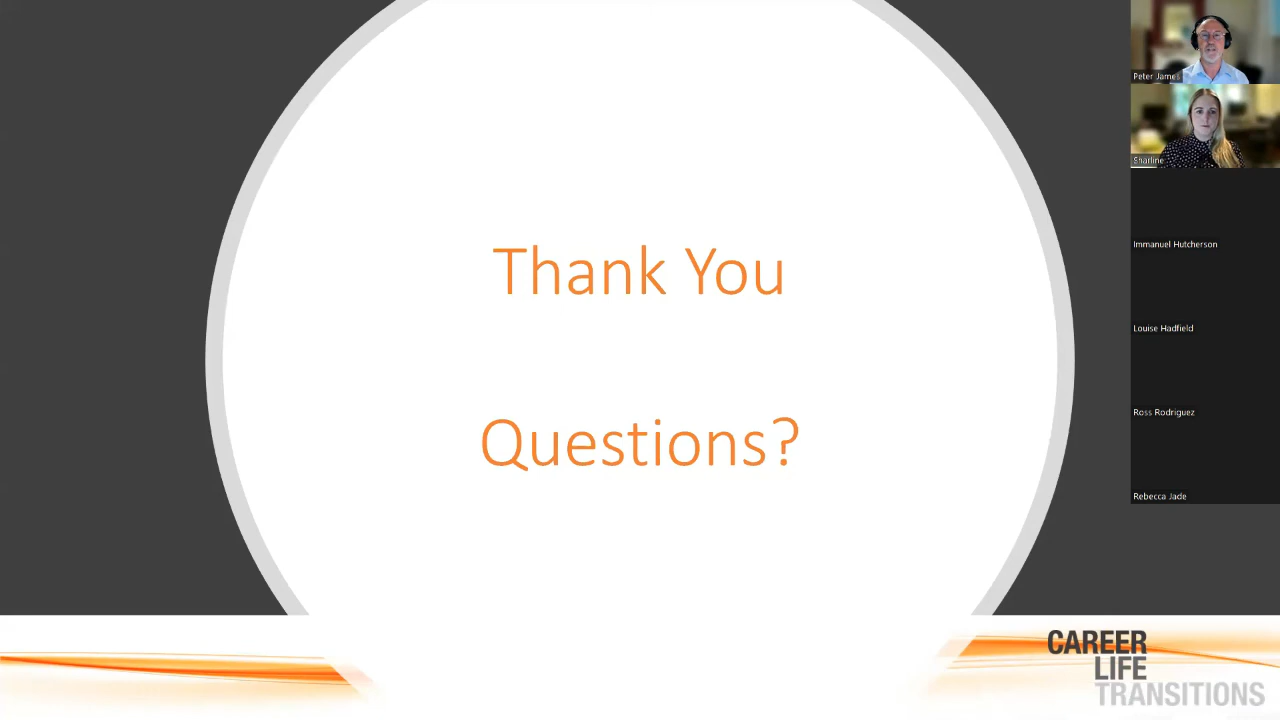 Thank You
Questions?
Peter James
Sharline
Immanuel Hutcherson
Louise Hadfield
Ross Rodriguez
Rebecca Jade
CAREER
LIFE
TRANSITIONS